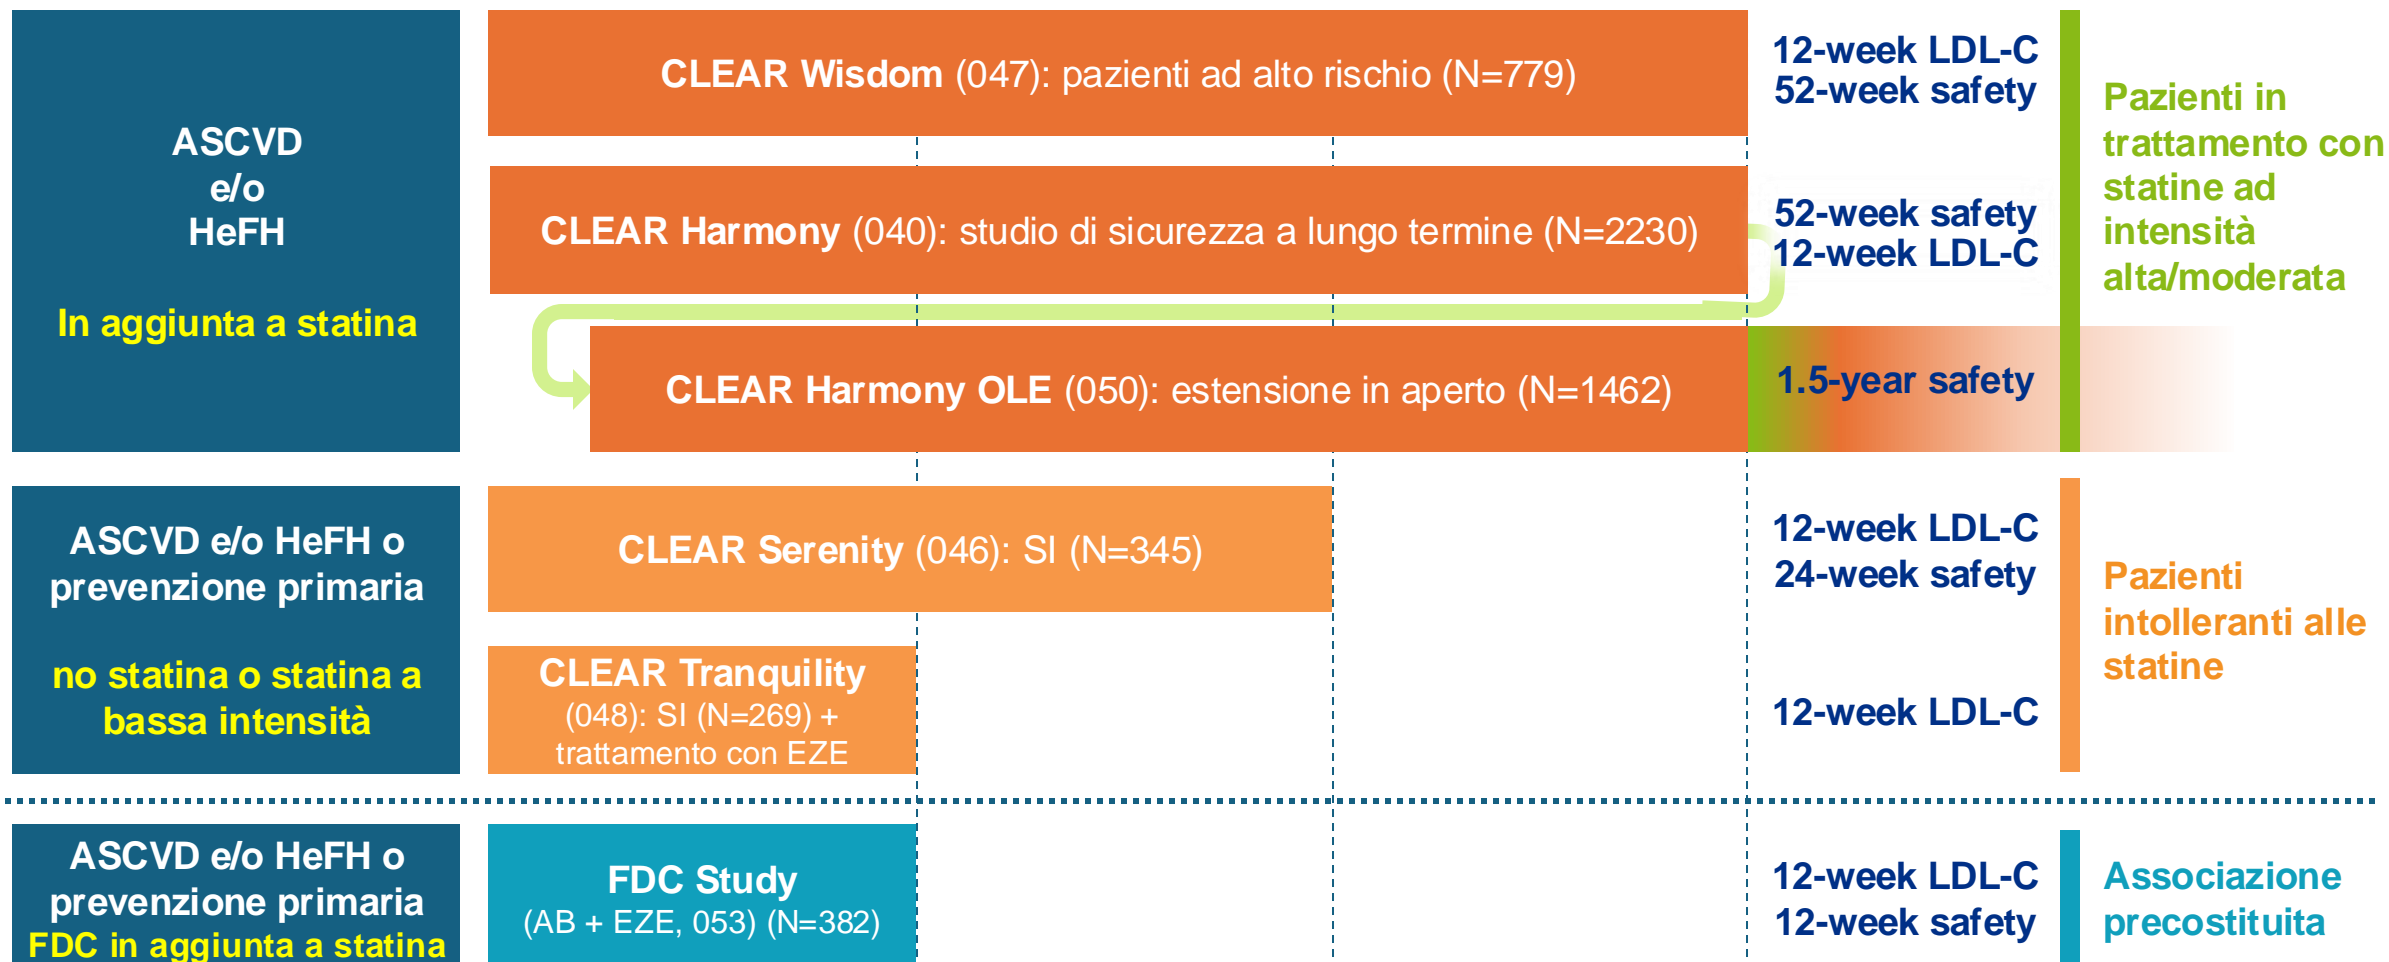 ASCVD
e/o
HeFH
In aggiunta a statina
CLEAR Wisdom (047): pazienti ad alto rischio (N=779)
12-week LDL-C
52-week safety
CLEAR Harmony (040): studio di sicurezza a lungo termine (N=2230)
52-week safety
12-week LDL-C
CLEAR Harmony OLE (050): estensione in aperto (N=1462)
1.5-year safety
Pazienti in
trattamento con
statine ad
intensità
alta/moderata
ASCVD e/o HeFH o
prevenzione primaria
no statina o statina a
bassa intensità
CLEAR Serenity (046): SI (N=345)
12-week LDL-C
24-week safety
CLEAR Tranquility
(048): SI (N=269) +
trattamento con EZE
12-week LDL-C
Pazienti
intolleranti alle
statine
ASCVD e/o HeFH o
prevenzione primaria
FDC in aggiunta a statina
FDC Study
(AB + EZE, 053) (N=382)
12-week LDL-C
12-week safety
Associazione
precostituita